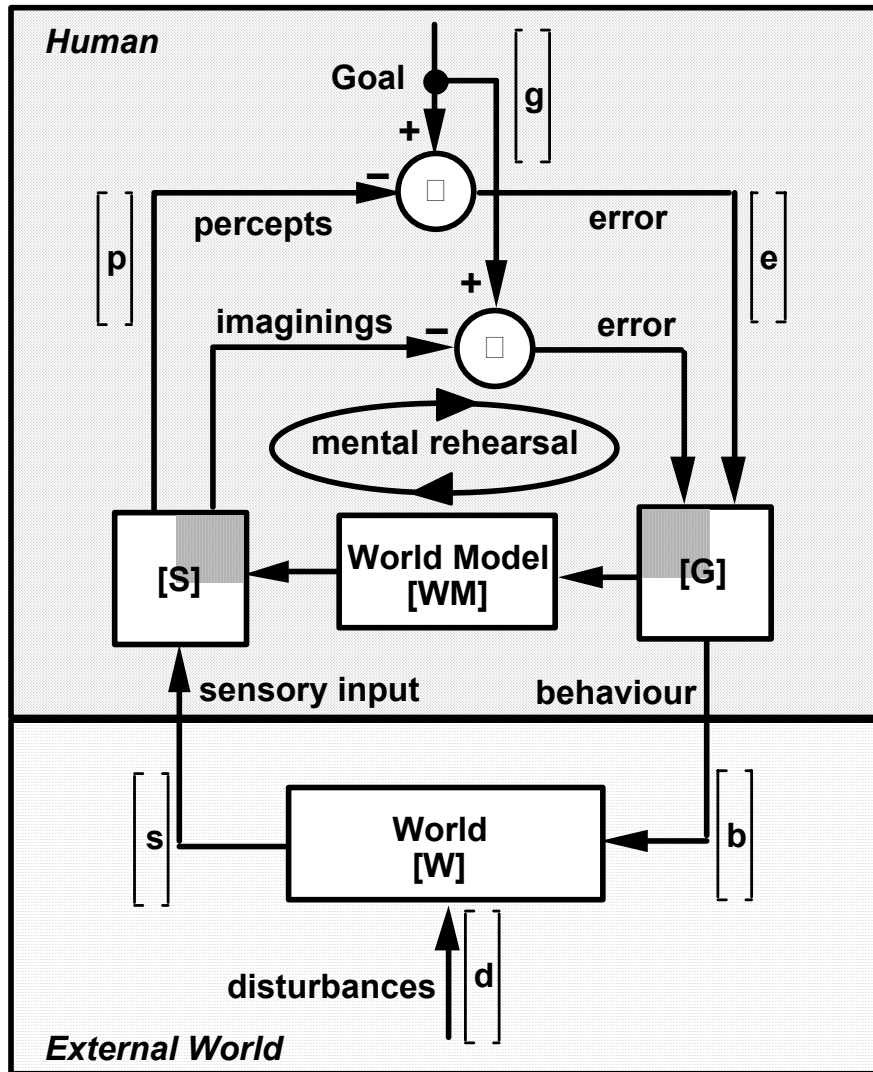 Human
Goal
[g]
+
−
percepts
error
[p]
[e]
+
imaginings
−
error
mental rehearsal
[S]
World Model
[WM]
[G]
sensory input
behaviour
[s]
World
[W]
[b]
disturbances
[d]
External World